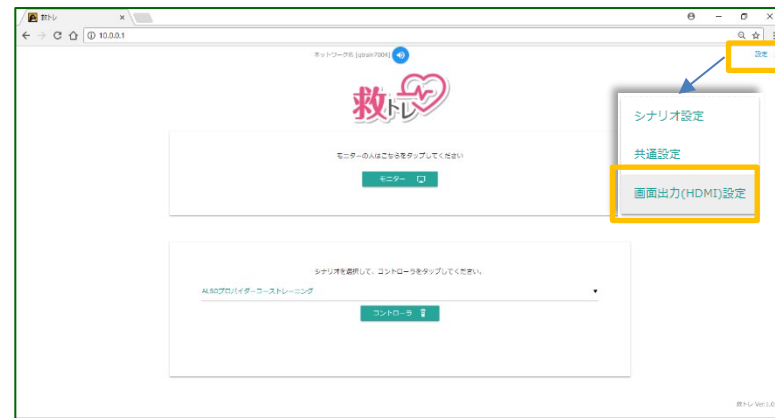 救トレ
10.0.0.1
ネットワーク名 [qtrain7004]
設定
救トレ
シナリオ設定
共通設定
画面出力(HDMI)設定
モニターの人はこちらをタップしてください
モニター
シナリオを選択して、コントローラをタップしてください。
ALSOプロバイダーコーストレーニング
コントローラ
救トレ Ver:1.0